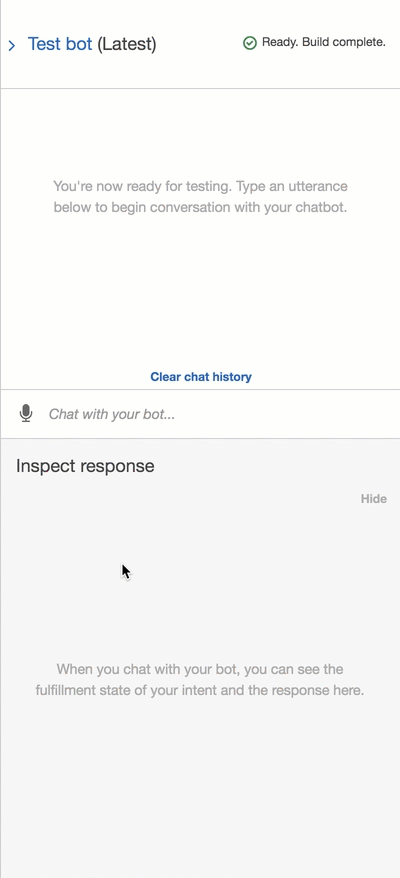 Test bot (Latest)
Ready. Build complete.
You're now ready for testing. Type an utterance
below to begin conversation with your chatbot.
Clear chat history
Chat with your bot...
Inspect response
Hide
When you chat with your bot, you can see the
fulfillment state of your intent and the response here.